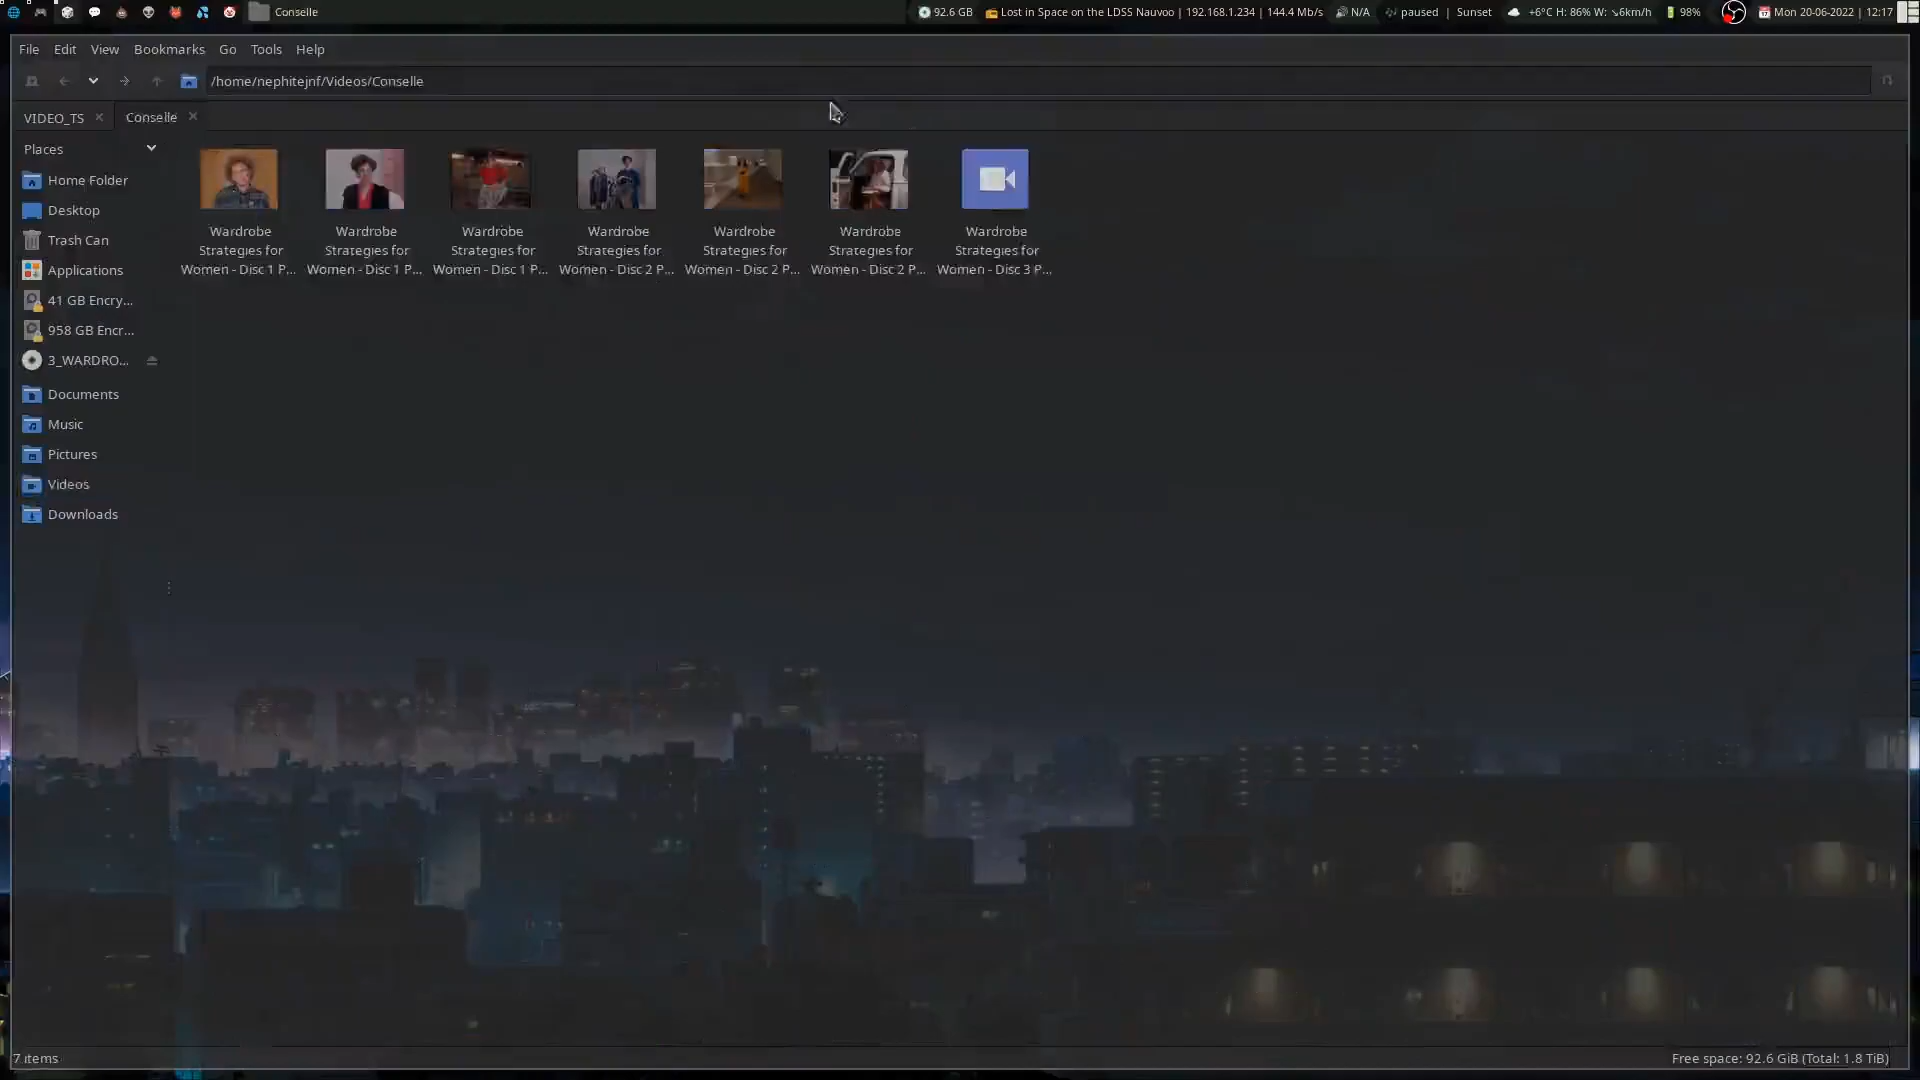 Conselle
92.6 GB
Lost in Space on the LDSS Nauvoo | 192.168.1.234 | 144.4 Mb/s
N/A
paused | Sunset
+6°C H: 86% W: ↘6km/h
98%
Mon 20-06-2022 | 12:17
File Edit View Bookmarks Go Tools Help
/home/nephitejnf/Videos/Conselle
VIDEO_TS
Conselle
Places
Home Folder
Desktop
Trash Can
Applications
41 GB Encry...
958 GB Encr...
3_WARDRO...
Documents
Music
Pictures
Videos
Downloads
Wardrobe
Strategies for
Women - Disc 1 P...
Wardrobe
Strategies for
Women - Disc 1 P...
Wardrobe
Strategies for
Women - Disc 1 P...
Wardrobe
Strategies for
Women - Disc 2 P...
Wardrobe
Strategies for
Women - Disc 2 P...
Wardrobe
Strategies for
Women - Disc 2 P...
Wardrobe
Strategies for
Women - Disc 3 P...
7 items
Free space: 92.6 GiB (Total: 1.8 TiB)